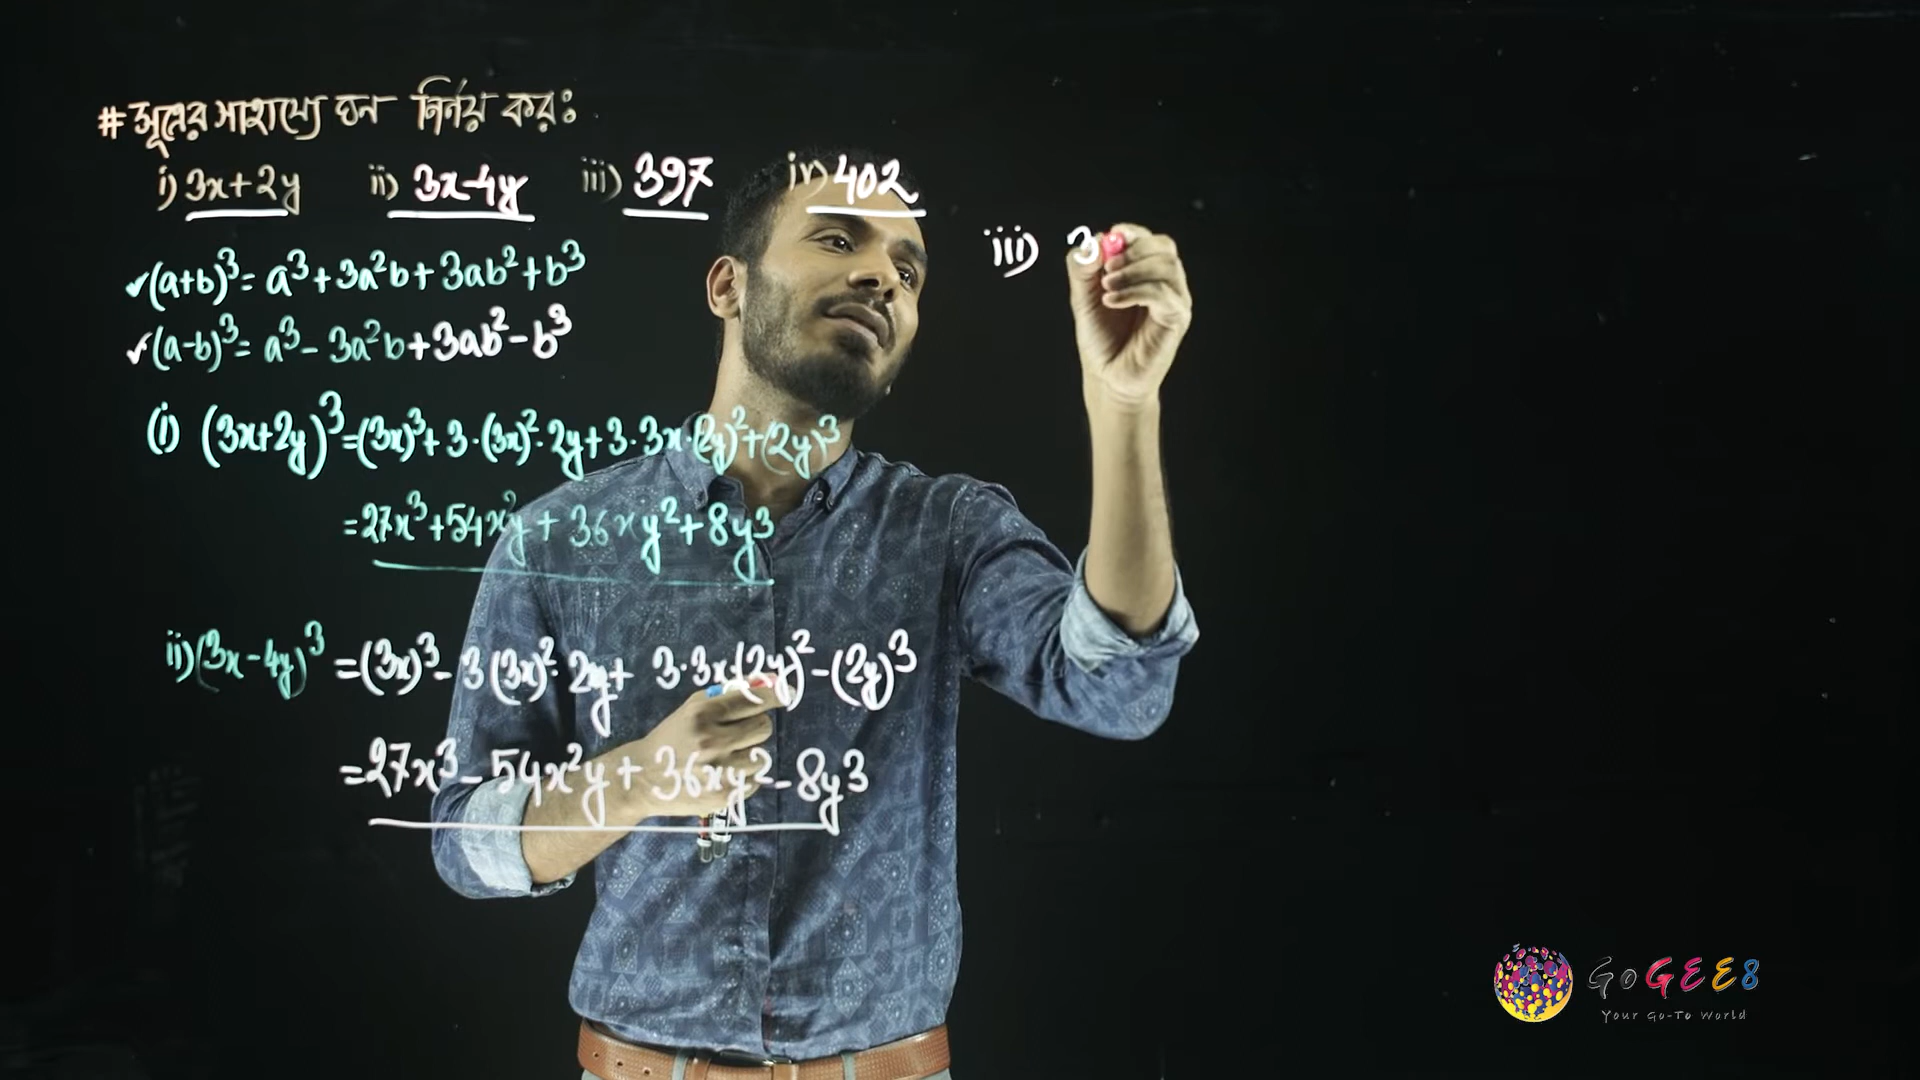 # সূত্রের সাহায্যে ঘন নির্নয় করঃ
i) 3x+2y ii) 3x-4y iii) 397 iv) 402
✓(a+b)³= a³+3a²b+3ab²+b³
✓(a-b)³= a³-3a²b+3ab²-b³
(i) (3x+2y)³=(3x)³+3·(3x)²·2y+3·3x·(2y)²+(2y)³
=27x³+54x²y+36xy²+8y³
ii)(3x-4y)³=(3x)³-3(3x)²·2y+3·3x·(2y)²-(2y)³
=27x³-54x²y+36xy²-8y³
iii) 3
GOGEE8
Your Go-To World